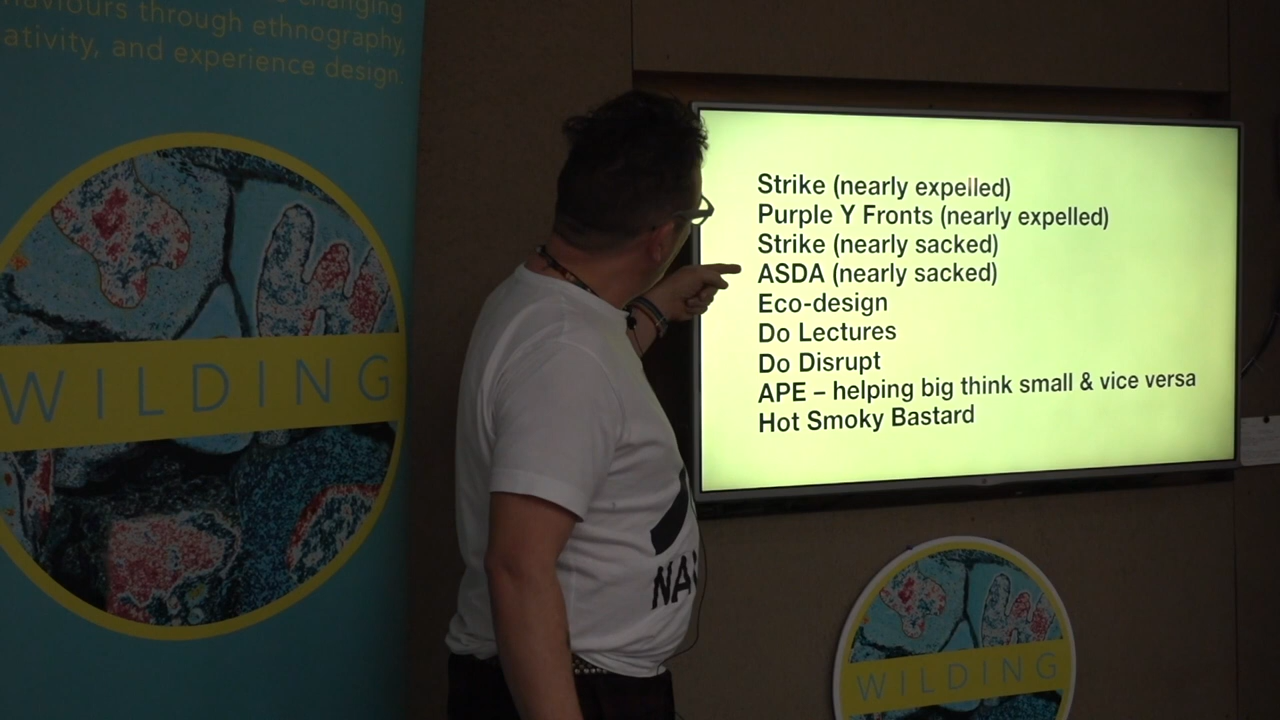 changing
haviours through ethnography,
ativity, and experience design.
WILDING
Strike (nearly expelled)
Purple Y Fronts (nearly expelled)
Strike (nearly sacked)
ASDA (nearly sacked)
Eco-design
Do Lectures
Do Disrupt
APE – helping big think small & vice versa
Hot Smoky Bastard
NA
WILDING